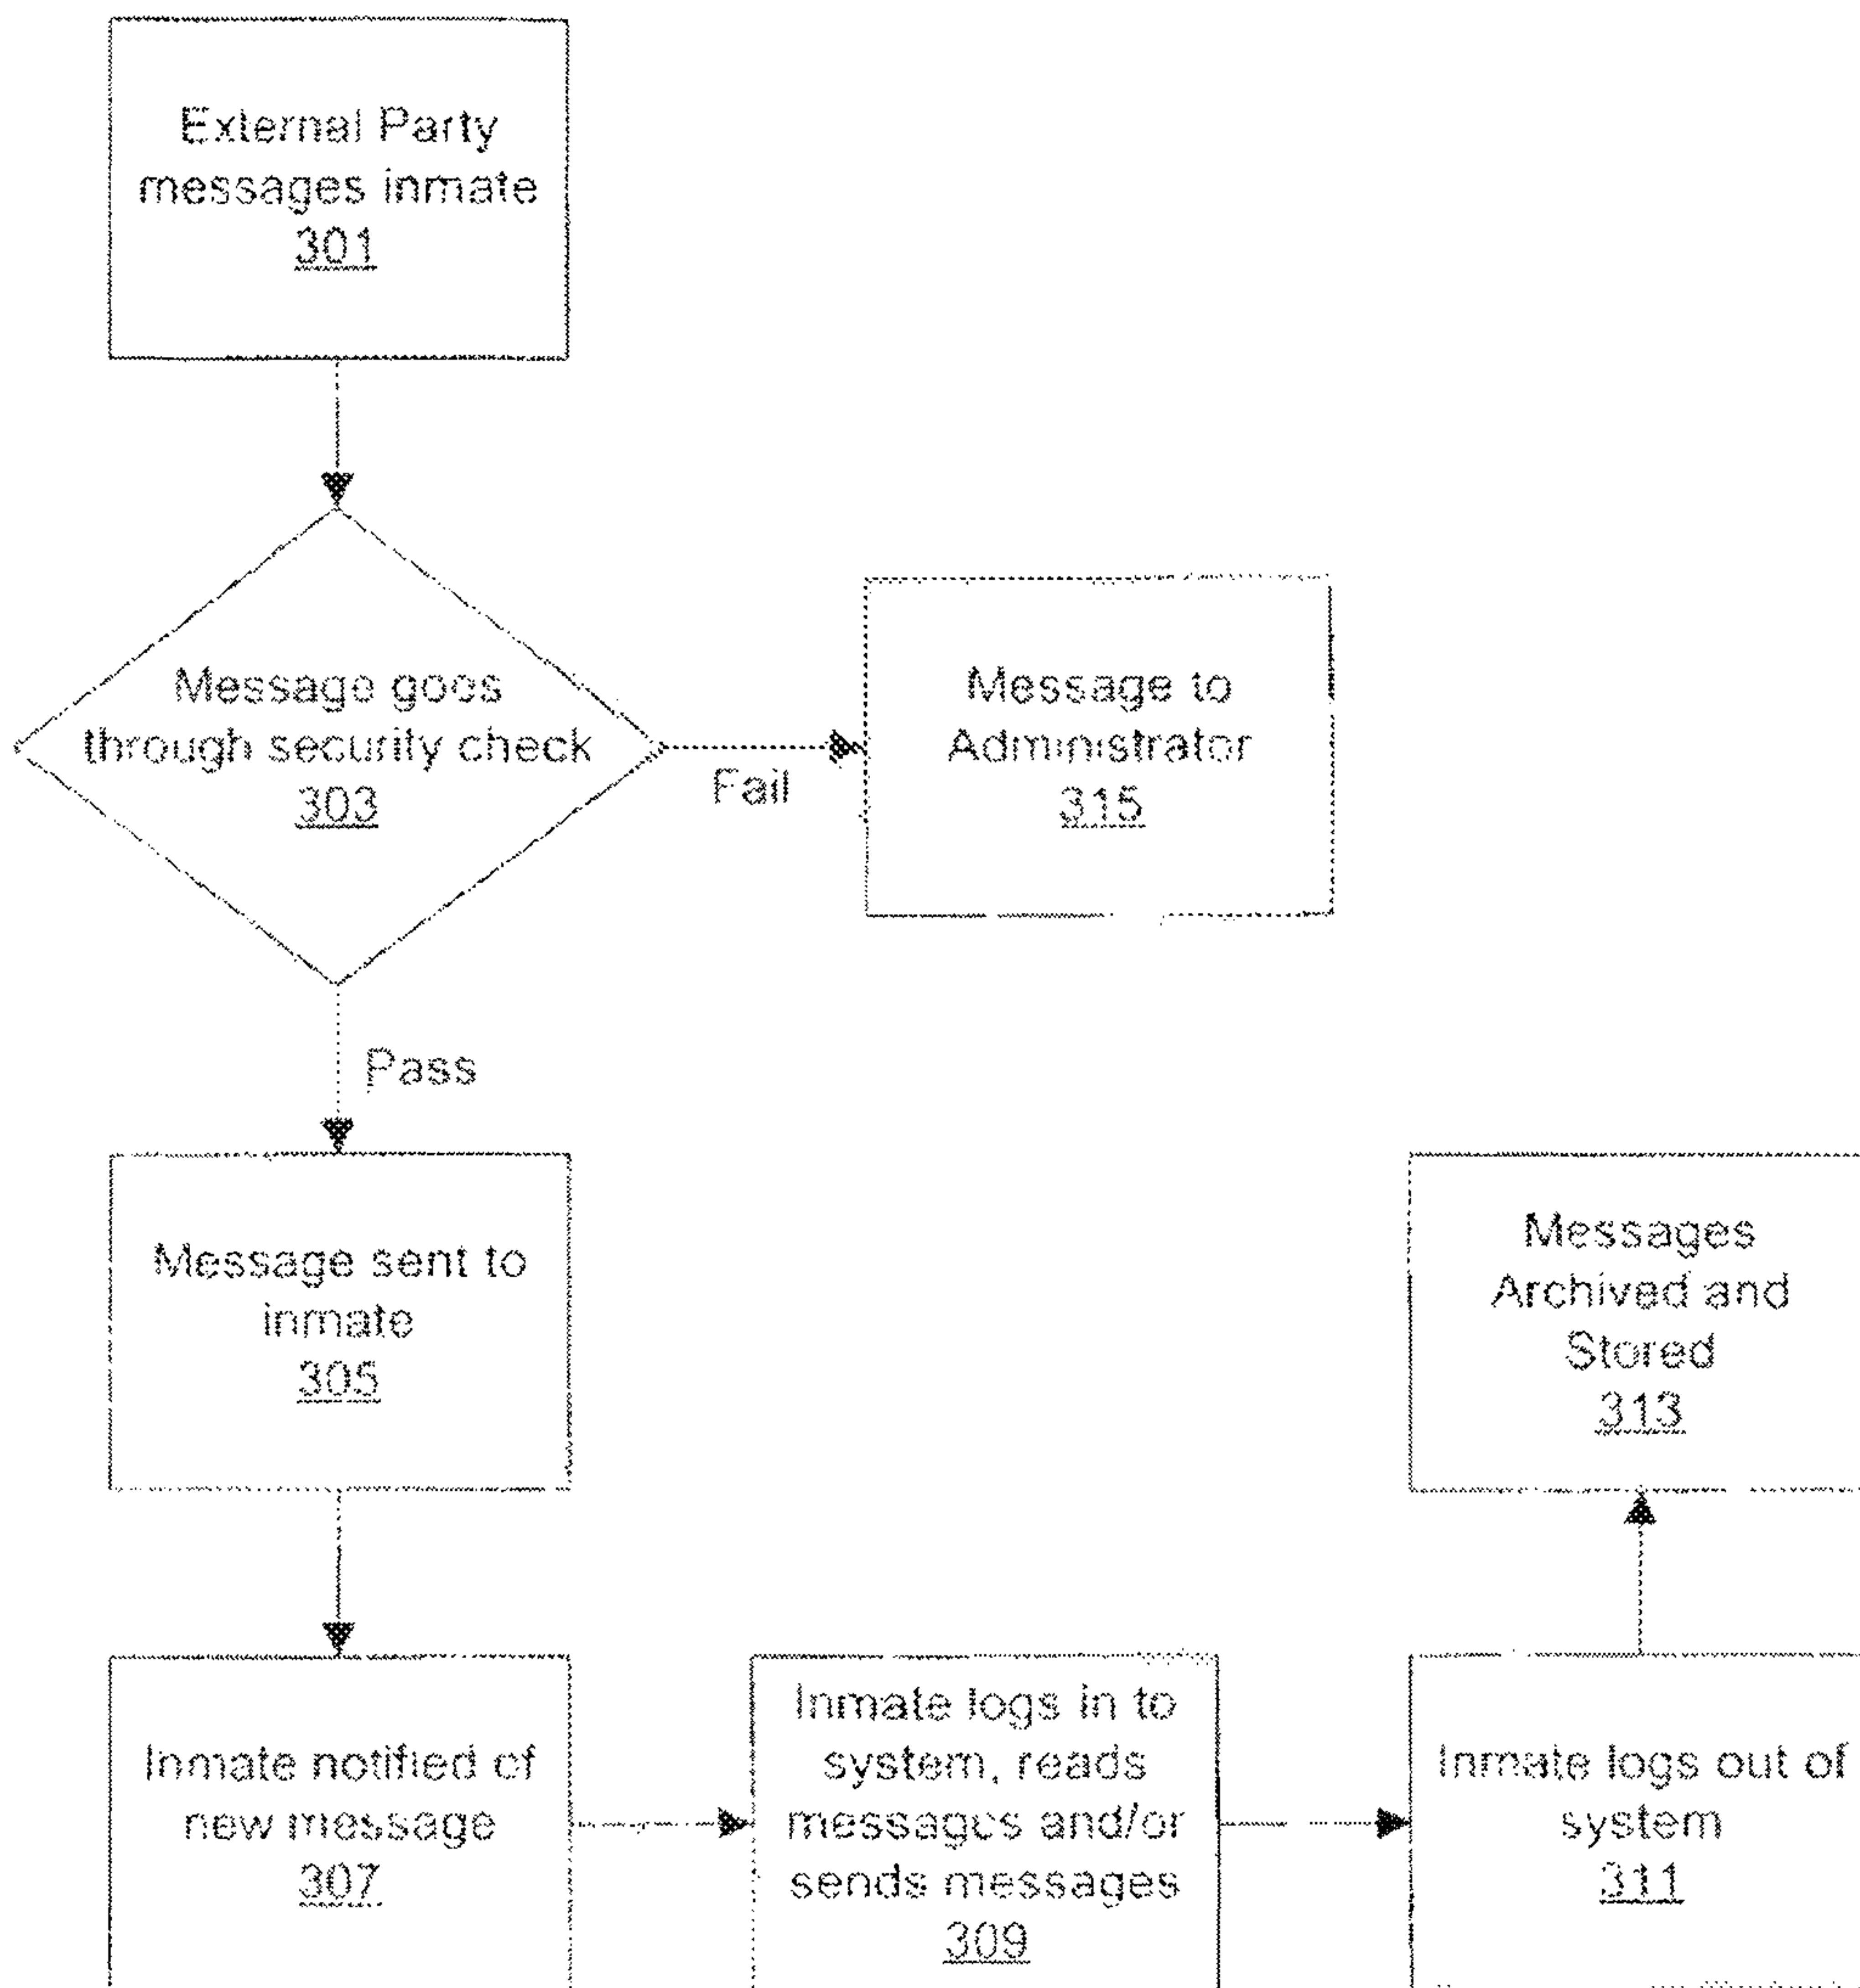 External Party
messages inmate
301
Message goes
through security check
303
Fail
Message to
Administrator
315
Pass
Message sent to
inmate
305
Messages
Archived and
Stored
313
Inmate notified of
new message
307
Inmate logs in to
system, reads
messages and/or
sends messages
309
Inmate logs out of
system
311